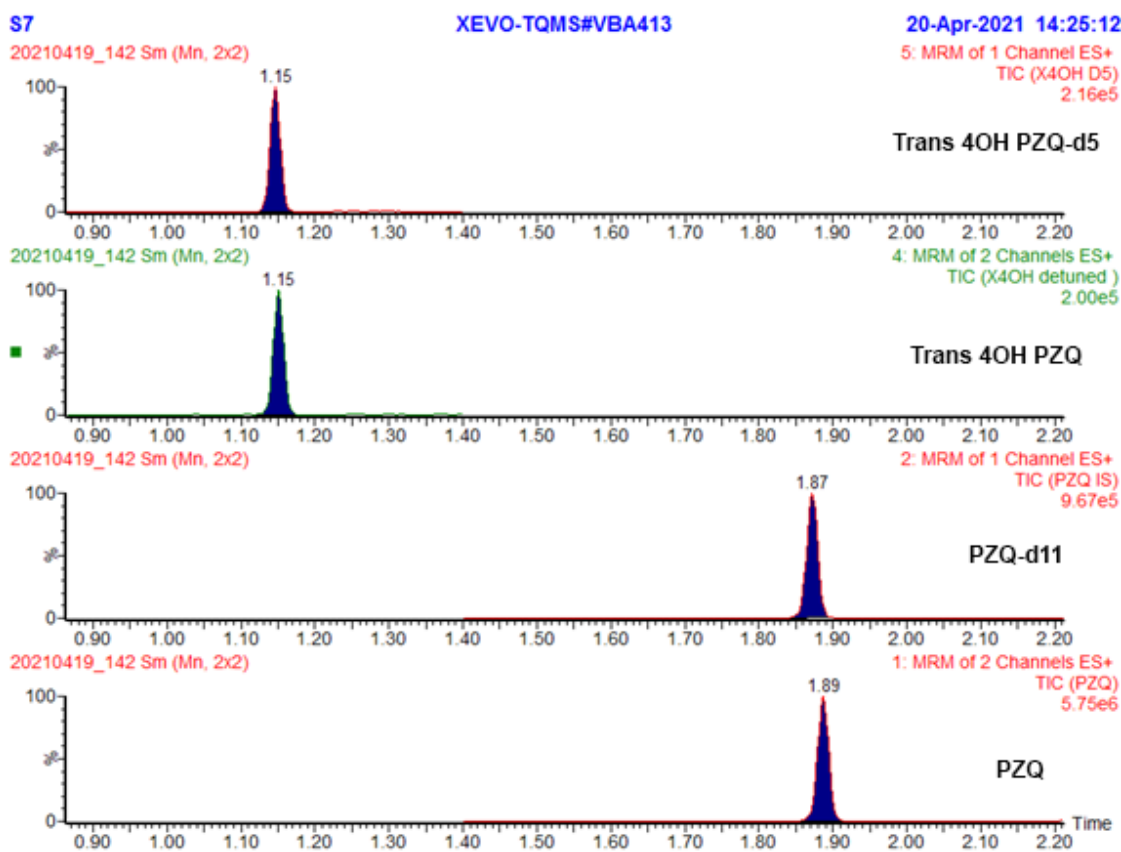 S7 XEVO-TQMS#VBA413 20-Apr-2021 14:25:12
20210419_142 Sm (Mn, 2x2) 5: MRM of 1 Channel ES+
TIC (X4OH D5)
2.16e5
1.15
100
%
0
Trans 4OH PZQ-d5
0.90 1.00 1.10 1.20 1.30 1.40 1.50 1.60 1.70 1.80 1.90 2.00 2.10 2.20
20210419_142 Sm (Mn, 2x2) 4: MRM of 2 Channels ES+
TIC (X4OH detuned )
2.00e5
1.15
100
%
0
Trans 4OH PZQ
0.90 1.00 1.10 1.20 1.30 1.40 1.50 1.60 1.70 1.80 1.90 2.00 2.10 2.20
20210419_142 Sm (Mn, 2x2) 2: MRM of 1 Channel ES+
TIC (PZQ IS)
9.67e5
1.87
100
%
0
PZQ-d11
0.90 1.00 1.10 1.20 1.30 1.40 1.50 1.60 1.70 1.80 1.90 2.00 2.10 2.20
20210419_142 Sm (Mn, 2x2) 1: MRM of 2 Channels ES+
TIC (PZQ)
5.75e6
1.89
100
%
0
PZQ
Time
0.90 1.00 1.10 1.20 1.30 1.40 1.50 1.60 1.70 1.80 1.90 2.00 2.10 2.20